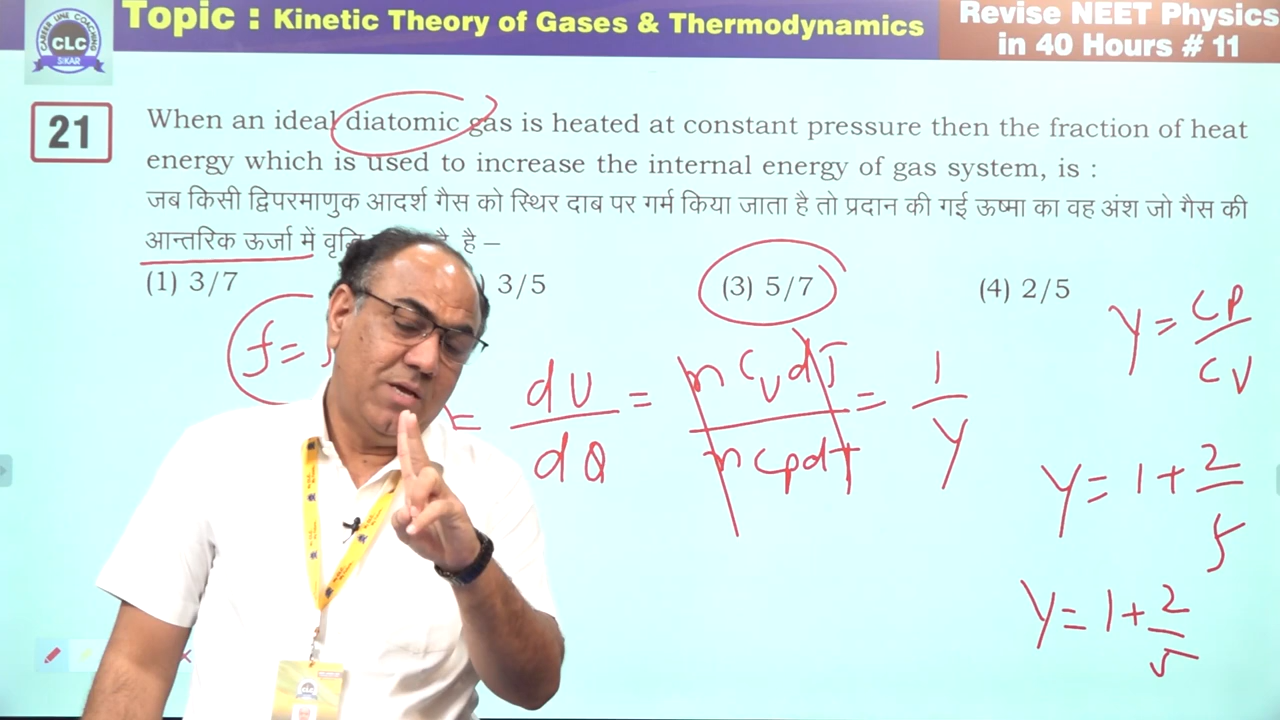 Topic : Kinetic Theory of Gases & Thermodynamics
Revise NEET Physics
in 40 Hours # 11
CAREER LINE COACHING
CLC
SIKAR
21
When an ideal diatomic gas is heated at constant pressure then the fraction of heat
energy which is used to increase the internal energy of gas system, is :
जब किसी द्विपरमाणुक आदर्श गैस को स्थिर दाब पर गर्म किया जाता है तो प्रदान की गई ऊष्मा का वह अंश जो गैस की
आन्तरिक ऊर्जा में है –
(1) 3/7 ) 3/5 (3) 5/7 (4) 2/5
γ = CP/CV
f =
= dU/dQ = nCvdT/nCpdT = 1/γ
γ = 1 + 2/f
γ = 1 + 2/5
CLC